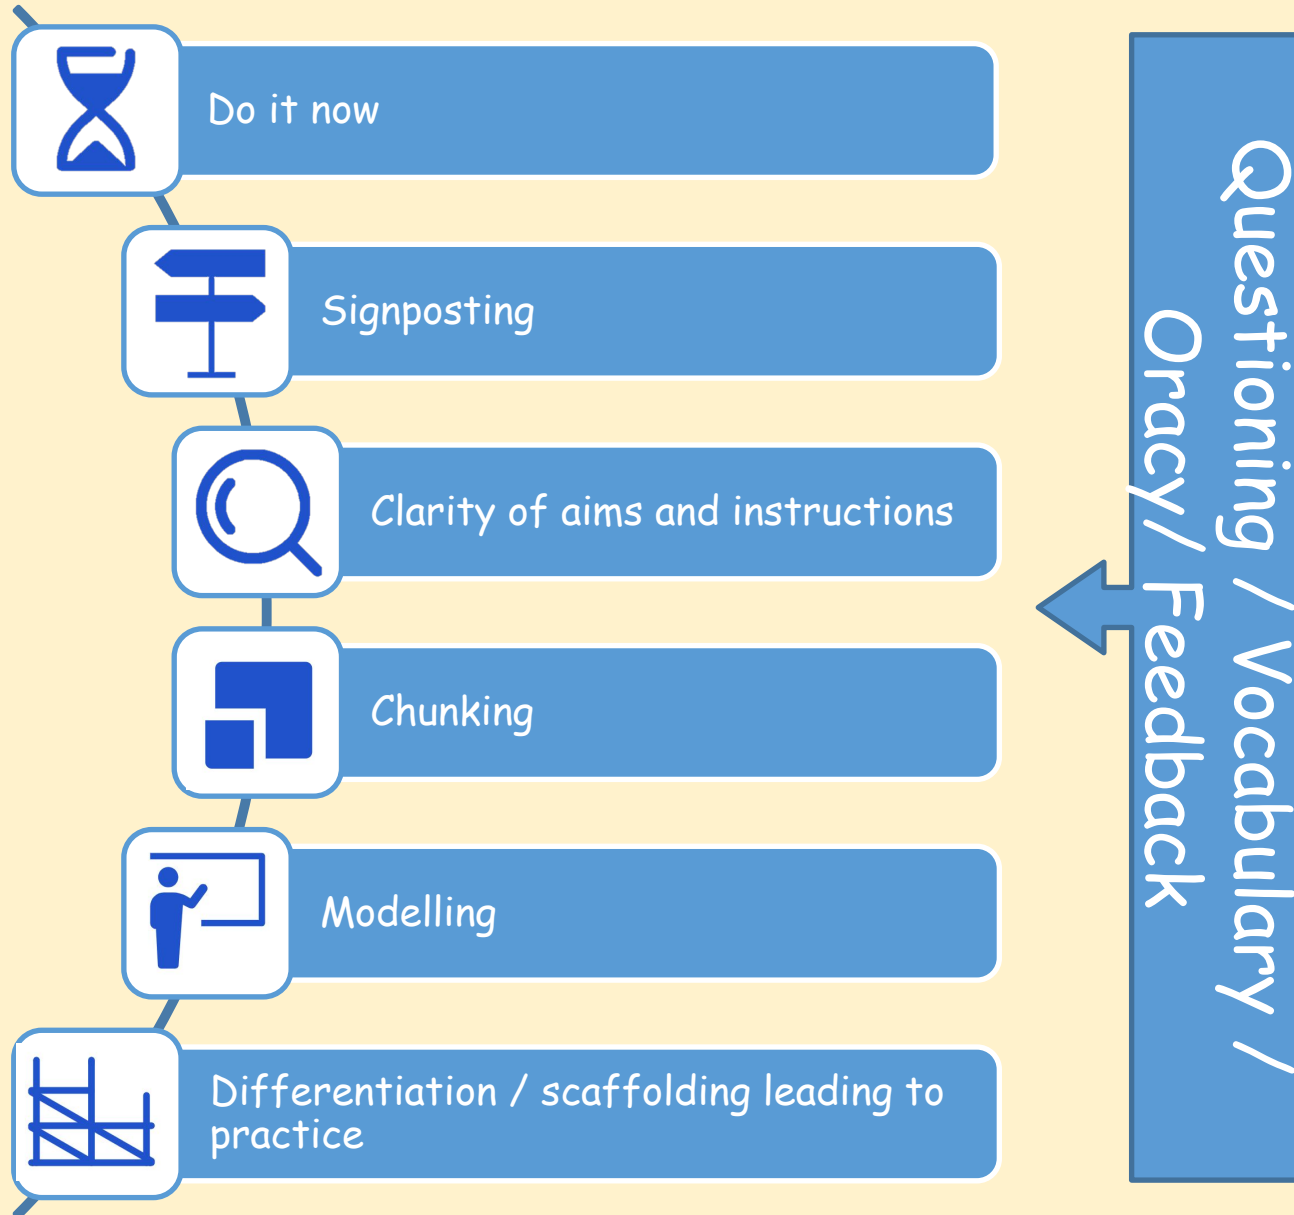 Do it now
Signposting
Clarity of aims and instructions
Chunking
Modelling
Differentiation / scaffolding leading to
practice
Questioning / Vocabulary /
Oracy/ Feedback